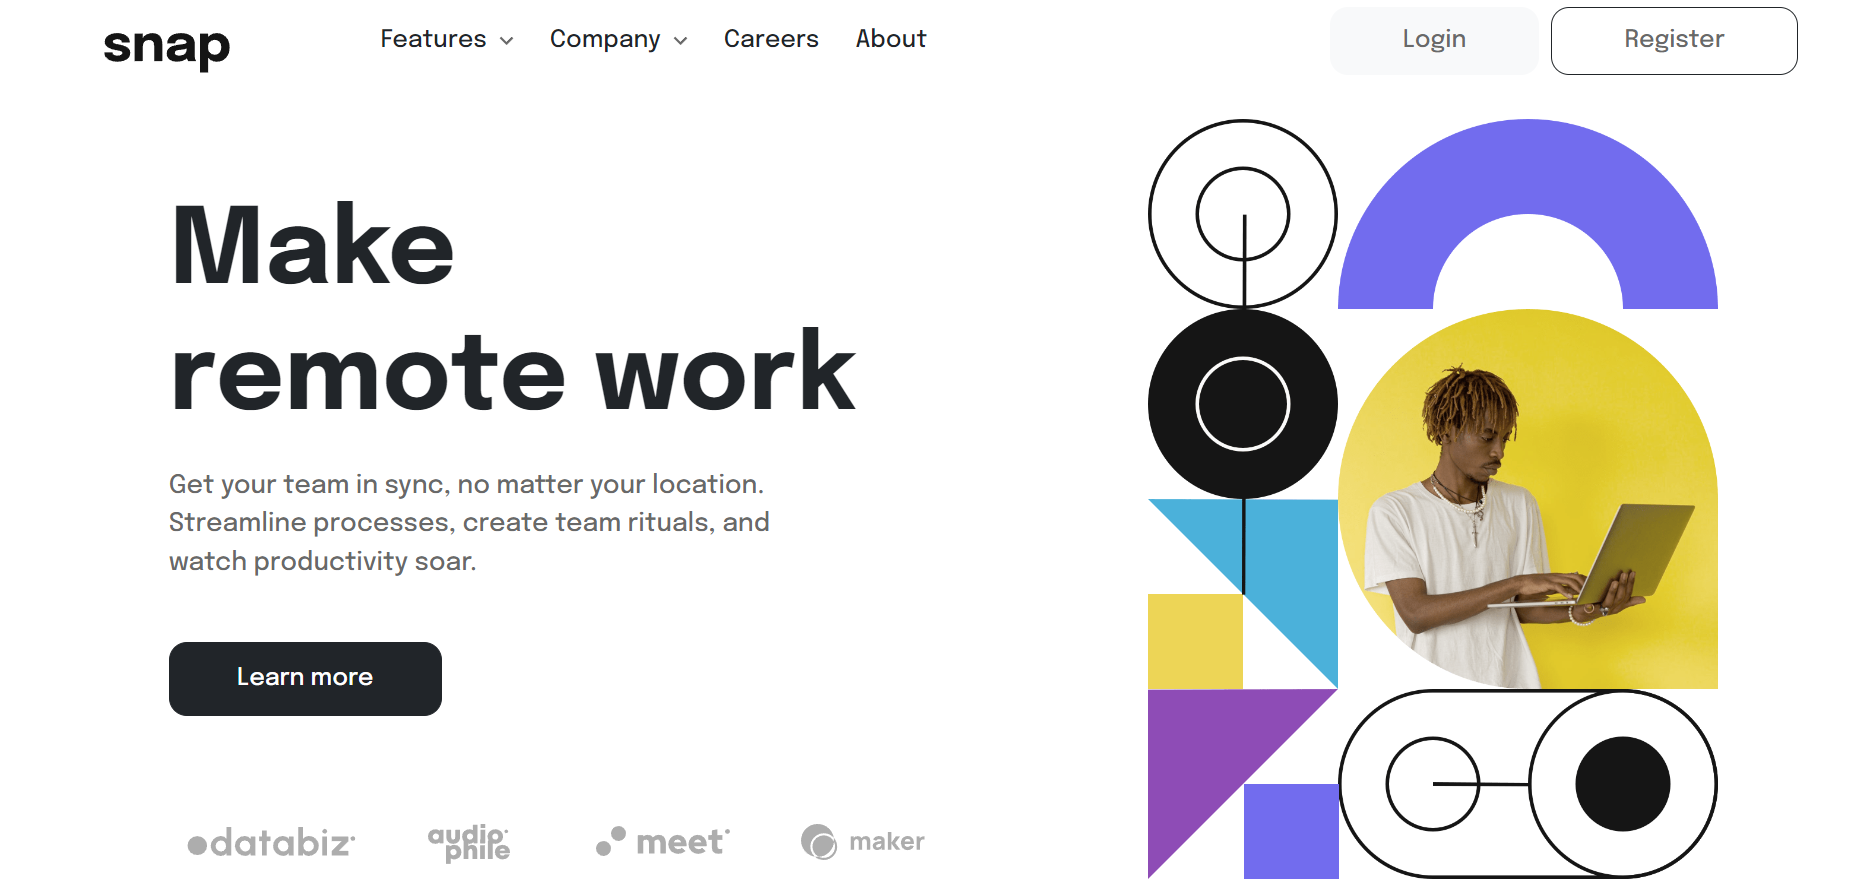 snap
Features
Company
Careers
About
Login
Register
Make
remote work
Get your team in sync, no matter your location.
Streamline processes, create team rituals, and
watch productivity soar.
Learn more
databiz
audio
phile
meet
maker